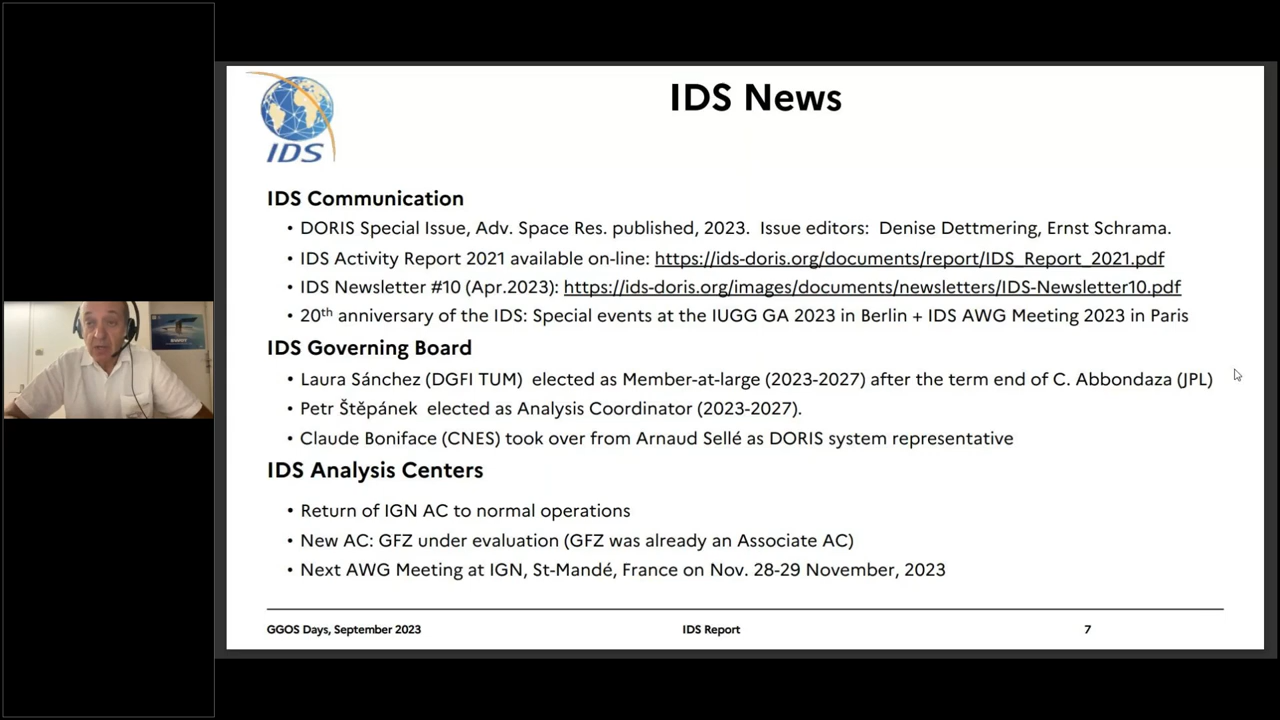 IDS
IDS News
IDS Communication
• DORIS Special Issue, Adv. Space Res. published, 2023. Issue editors: Denise Dettmering, Ernst Schrama.
• IDS Activity Report 2021 available on-line: https://ids-doris.org/documents/report/IDS_Report_2021.pdf
• IDS Newsletter #10 (Apr.2023): https://ids-doris.org/images/documents/newsletters/IDS-Newsletter10.pdf
• 20th anniversary of the IDS: Special events at the IUGG GA 2023 in Berlin + IDS AWG Meeting 2023 in Paris
IDS Governing Board
• Laura Sánchez (DGFI TUM) elected as Member-at-large (2023-2027) after the term end of C. Abbondaza (JPL)
• Petr Štěpánek elected as Analysis Coordinator (2023-2027).
• Claude Boniface (CNES) took over from Arnaud Sellé as DORIS system representative
IDS Analysis Centers
• Return of IGN AC to normal operations
• New AC: GFZ under evaluation (GFZ was already an Associate AC)
• Next AWG Meeting at IGN, St-Mandé, France on Nov. 28-29 November, 2023
GGOS Days, September 2023
IDS Report
7